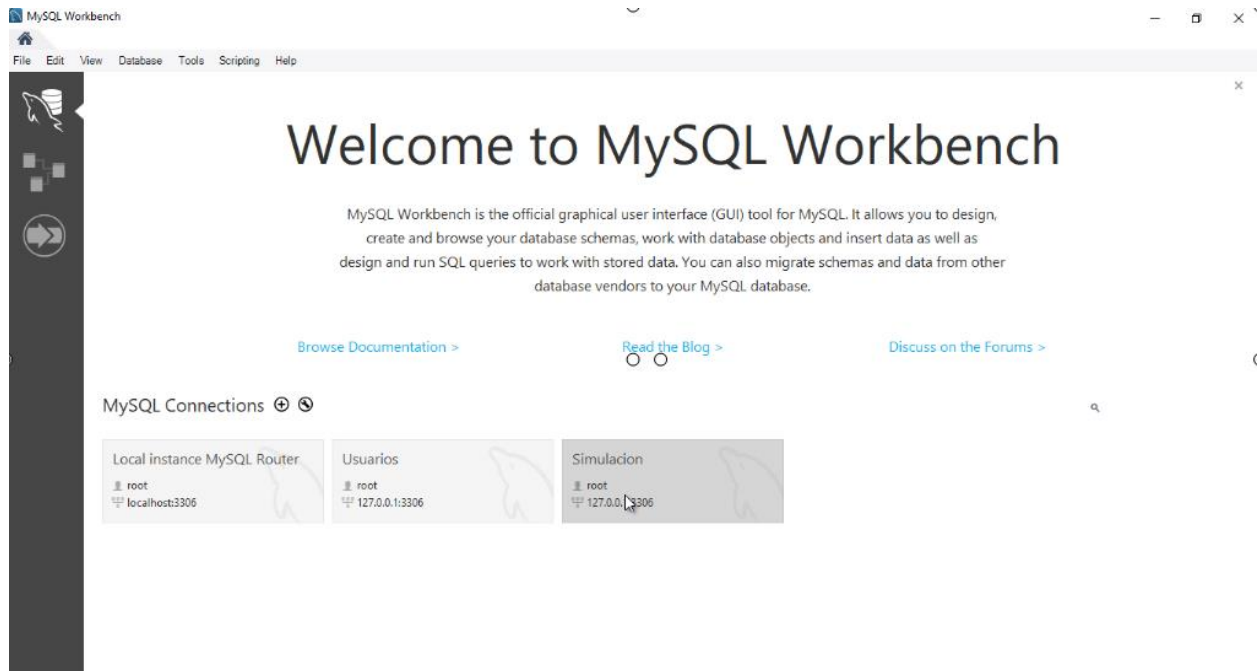 MySQL Workbench
File Edit View Database Tools Scripting Help
Welcome to MySQL Workbench
MySQL Workbench is the official graphical user interface (GUI) tool for MySQL. It allows you to design,
create and browse your database schemas, work with database objects and insert data as well as
design and run SQL queries to work with stored data. You can also migrate schemas and data from other
database vendors to your MySQL database.
Browse Documentation > Read the Blog > Discuss on the Forums >
MySQL Connections
Local instance MySQL Router
root
localhost:3306
Usuarios
root
127.0.0.1:3306
Simulacion
root